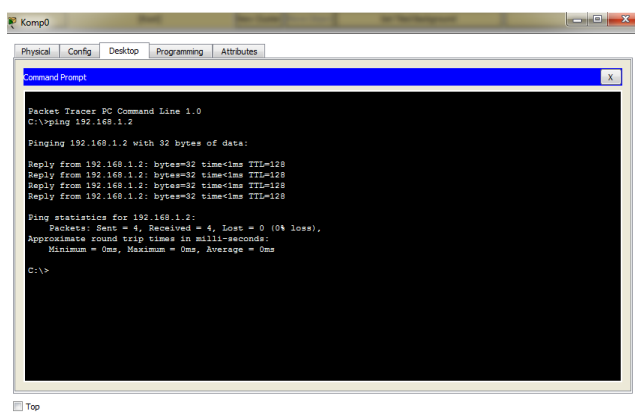 Komp0
Physical Config Desktop Programming Attributes
Command Prompt
X
Packet Tracer PC Command Line 1.0
C:\>ping 192.168.1.2
Pinging 192.168.1.2 with 32 bytes of data:
Reply from 192.168.1.2: bytes=32 time<1ms TTL=128
Reply from 192.168.1.2: bytes=32 time<1ms TTL=128
Reply from 192.168.1.2: bytes=32 time<1ms TTL=128
Reply from 192.168.1.2: bytes=32 time<1ms TTL=128
Ping statistics for 192.168.1.2:
Packets: Sent = 4, Received = 4, Lost = 0 (0% loss),
Approximate round trip times in milli-seconds:
Minimum = 0ms, Maximum = 0ms, Average = 0ms
C:\>
Top